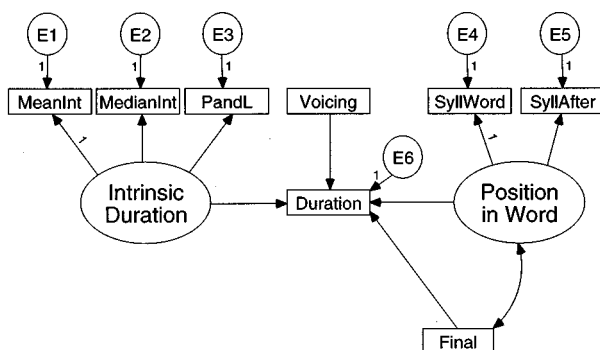 E1 E2 E3 E4 E5
1 1 1 1 1
MeanInt MedianInt PandL Voicing SyllWord SyllAfter
1 E6 1
1
Intrinsic
Duration
Duration
Position
in Word
Final